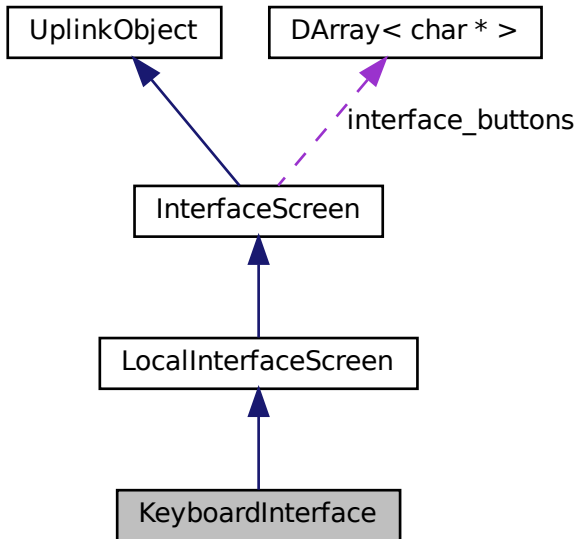 UplinkObject
DArray< char * >
interface_buttons
InterfaceScreen
LocalInterfaceScreen
KeyboardInterface